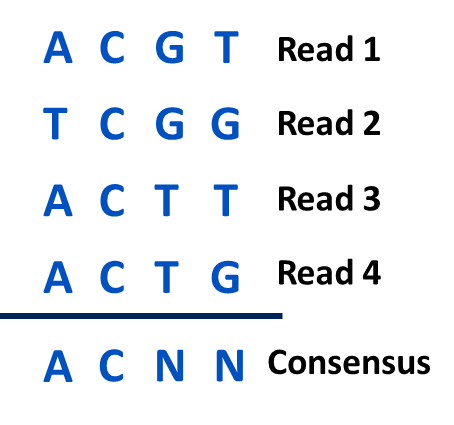 A C G T Read 1
T C G G Read 2
A C T T Read 3
A C T G Read 4
A C N N Consensus